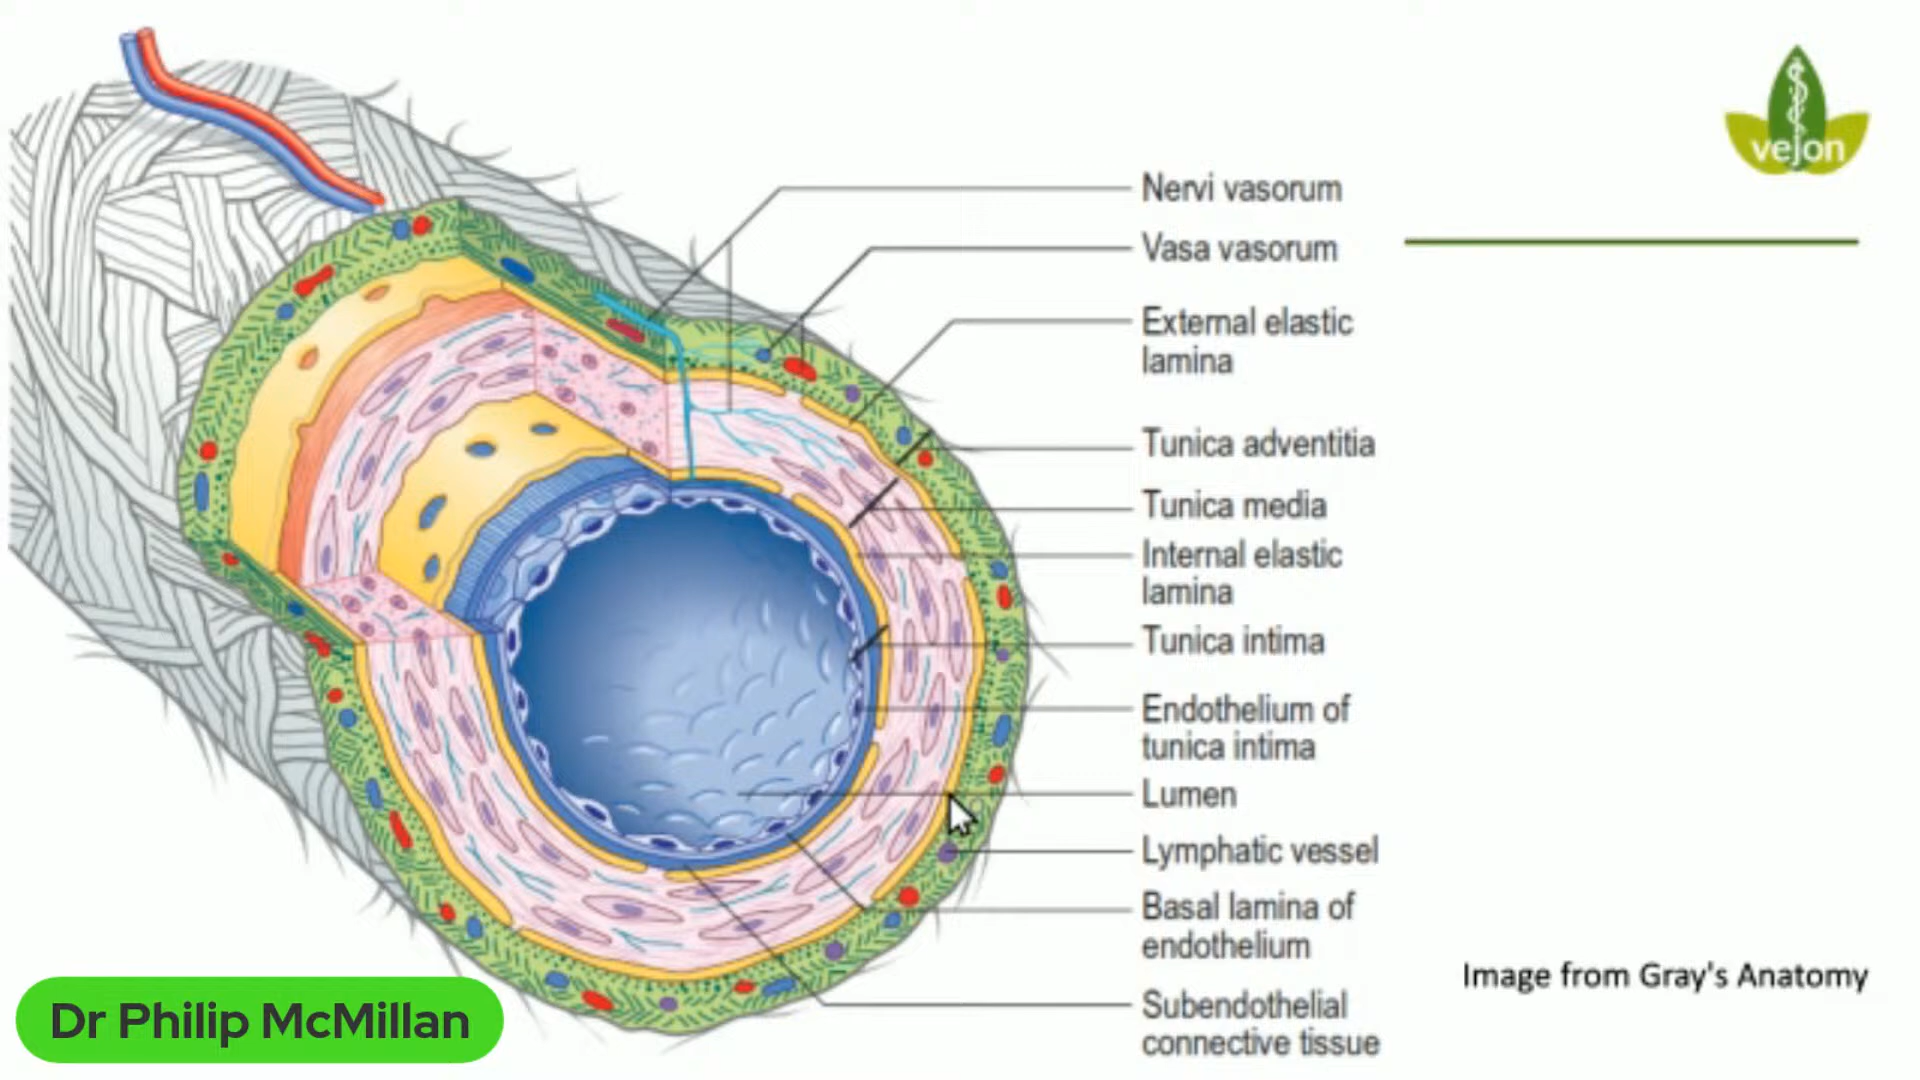 vejon
Nervi vasorum
Vasa vasorum
External elastic
lamina
Tunica adventitia
Tunica media
Internal elastic
lamina
Tunica intima
Endothelium of
tunica intima
Lumen
Lymphatic vessel
Basal lamina of
endothelium
Subendothelial
connective tissue
Image from Gray's Anatomy
Dr Philip McMillan